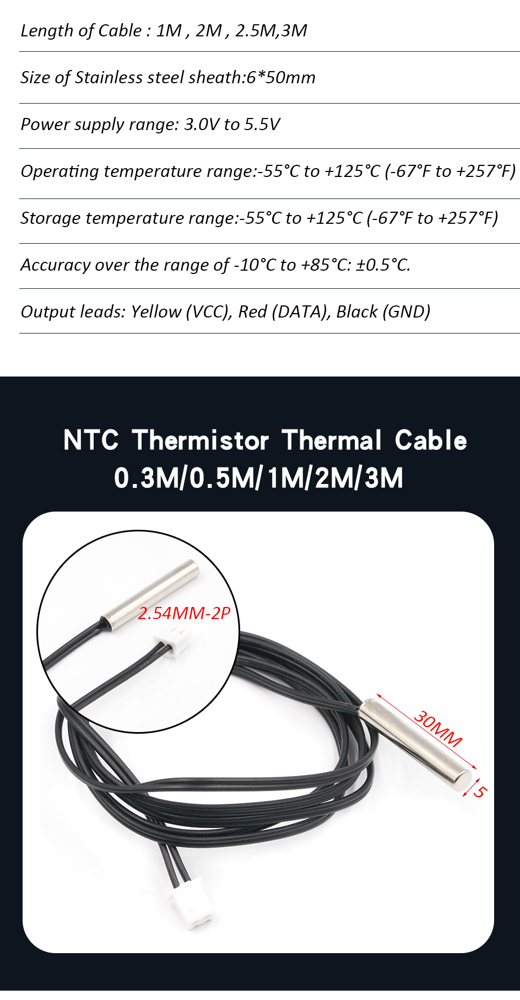 Length of Cable : 1M , 2M , 2.5M,3M
Size of Stainless steel sheath:6*50mm
Power supply range: 3.0V to 5.5V
Operating temperature range:-55°C to +125°C (-67°F to +257°F)
Storage temperature range:-55°C to +125°C (-67°F to +257°F)
Accuracy over the range of -10°C to +85°C: ±0.5°C.
Output leads: Yellow (VCC), Red (DATA), Black (GND)
NTC Thermistor Thermal Cable
0.3M/0.5M/1M/2M/3M
2.54MM-2P
30MM
5